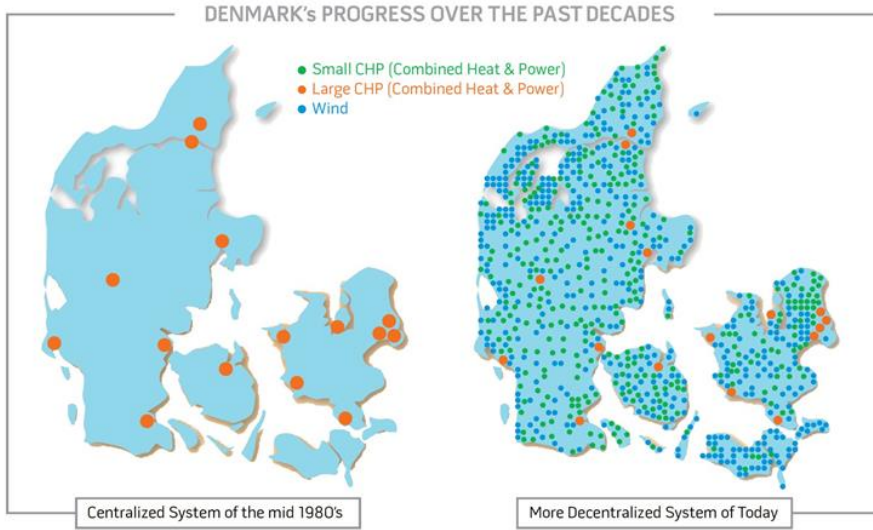 DENMARK's PROGRESS OVER THE PAST DECADES
Small CHP (Combined Heat & Power)
Large CHP (Combined Heat & Power)
Wind
Centralized System of the mid 1980's
More Decentralized System of Today